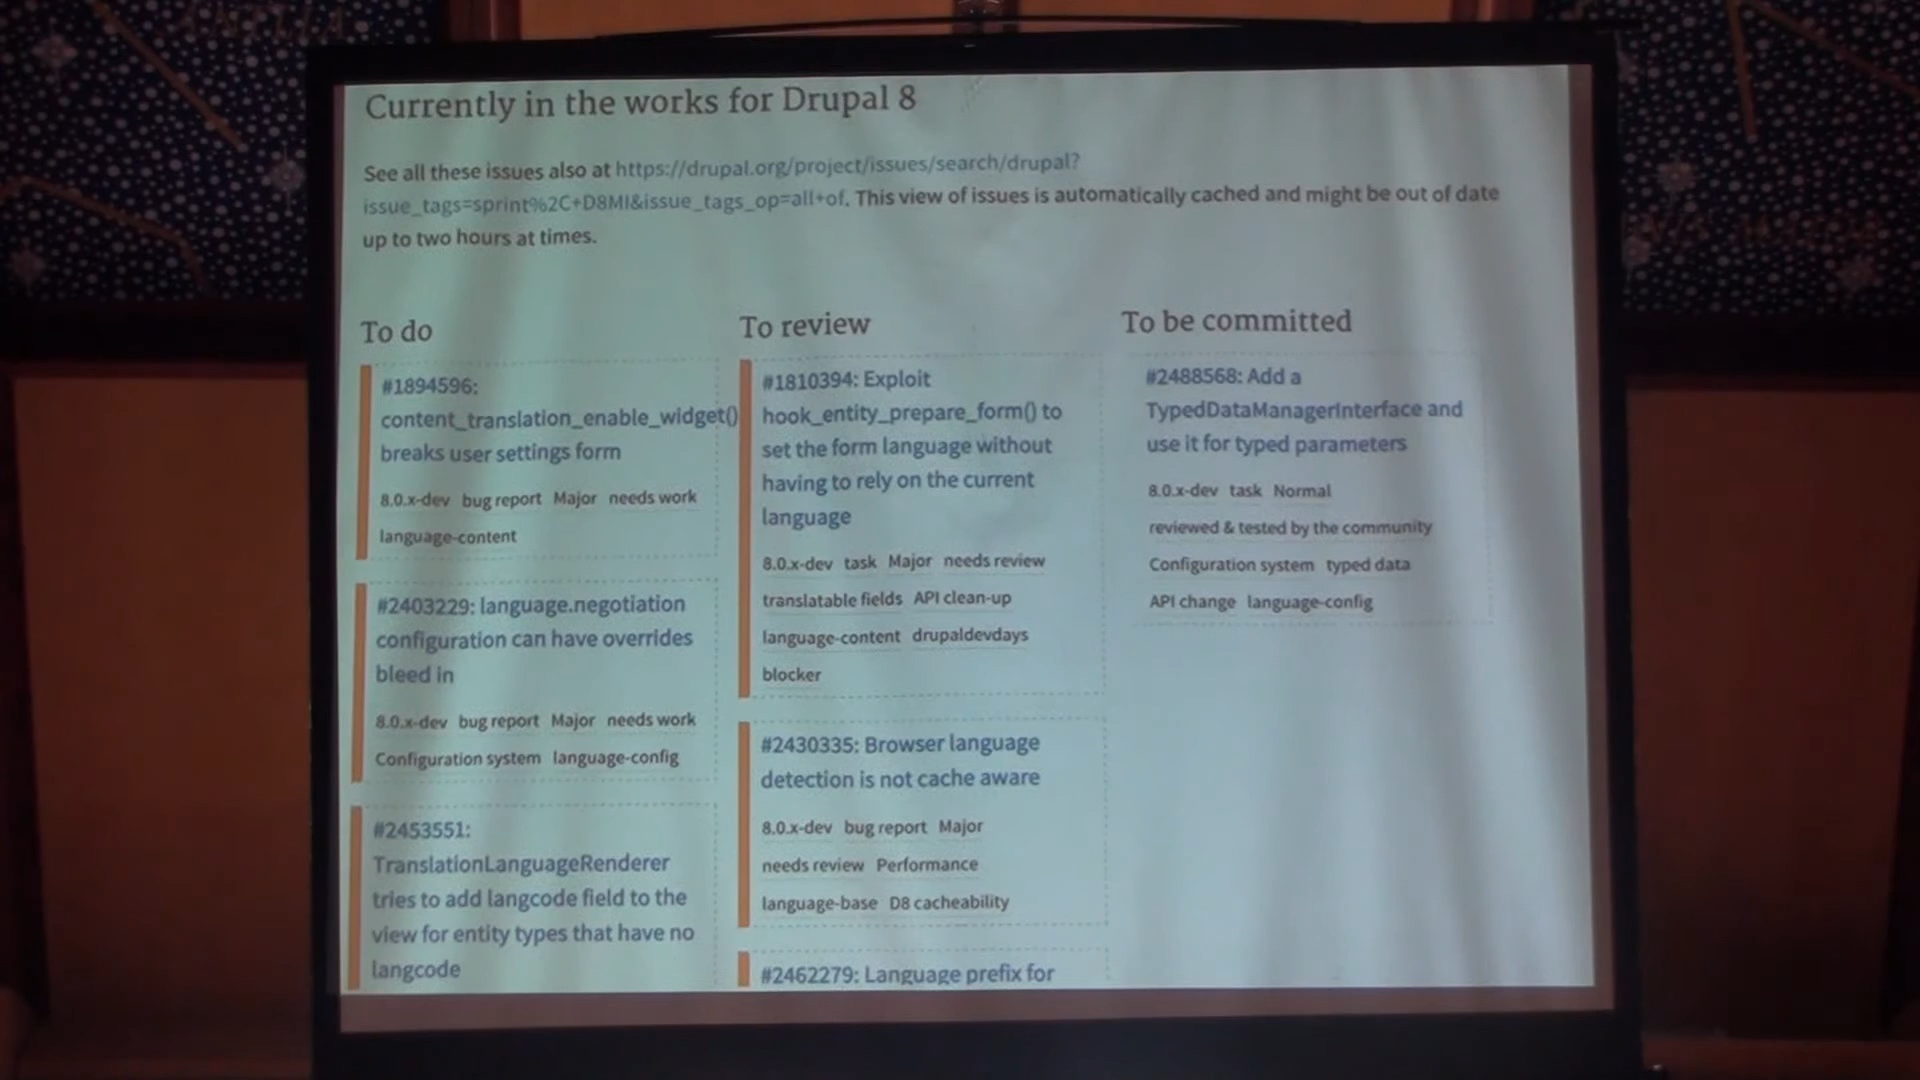 Currently in the works for Drupal 8
See all these issues also at https://drupal.org/project/issues/search/drupal?
issue_tags=sprint%2C+D8MI&issue_tags_op=all+of. This view of issues is automatically cached and might be out of date
up to two hours at times.
To do
#1894596:
content_translation_enable_widget()
breaks user settings form
8.0.x-dev bug report Major needs work
language-content
#2403229: language.negotiation
configuration can have overrides
bleed in
8.0.x-dev bug report Major needs work
Configuration system language-config
#2453551:
TranslationLanguageRenderer
tries to add langcode field to the
view for entity types that have no
langcode
To review
#1810394: Exploit
hook_entity_prepare_form() to
set the form language without
having to rely on the current
language
8.0.x-dev task Major needs review
translatable fields API clean-up
language-content drupaldevdays
blocker
#2430335: Browser language
detection is not cache aware
8.0.x-dev bug report Major
needs review Performance
language-base D8 cacheability
#2462279: Language prefix for
To be committed
#2488568: Add a
TypedDataManagerInterface and
use it for typed parameters
8.0.x-dev task Normal
reviewed & tested by the community
Configuration system typed data
API change language-config